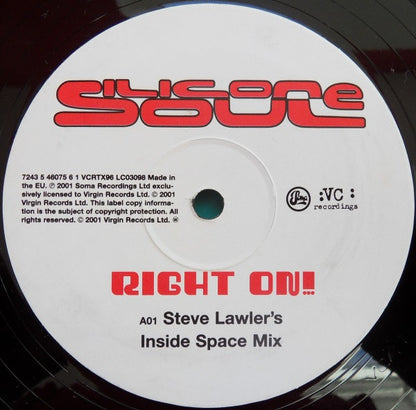 SILICONE
SOUL
7243 5 46075 6 1 VCRTX96 LC03098 Made in
the EU. ℗ 2001 Soma Recordings Ltd exclu-
sively licensed to Virgin Records Ltd. © 2001
Virgin Records Ltd. This label copy informa-
tion is the subject of copyright protection. All
rights reserved. © 2001 Virgin Records Ltd. ®
Soma
:VC:
recordings
RIGHT ON!!
A01 Steve Lawler's
Inside Space Mix